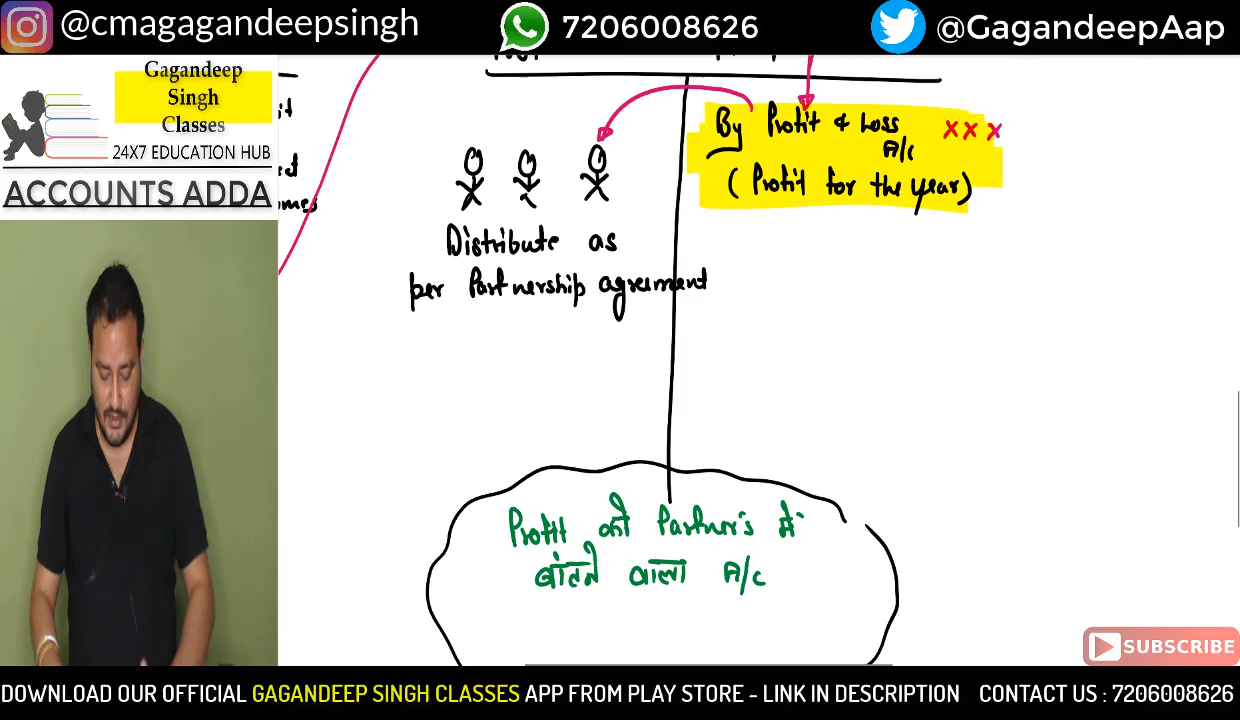 @cmagagandeepsingh 7206008626 @GagandeepAap
Gagandeep
Singh
Classes
24X7 EDUCATION HUB
ACCOUNTS ADDA
By Profit & Loss A/c xxx
(Profit for the year)
Distribute as
per Partnership agreement
Profit को Partner's में
बांटने वाला A/c
SUBSCRIBE
DOWNLOAD OUR OFFICIAL GAGANDEEP SINGH CLASSES APP FROM PLAY STORE - LINK IN DESCRIPTION CONTACT US : 7206008626